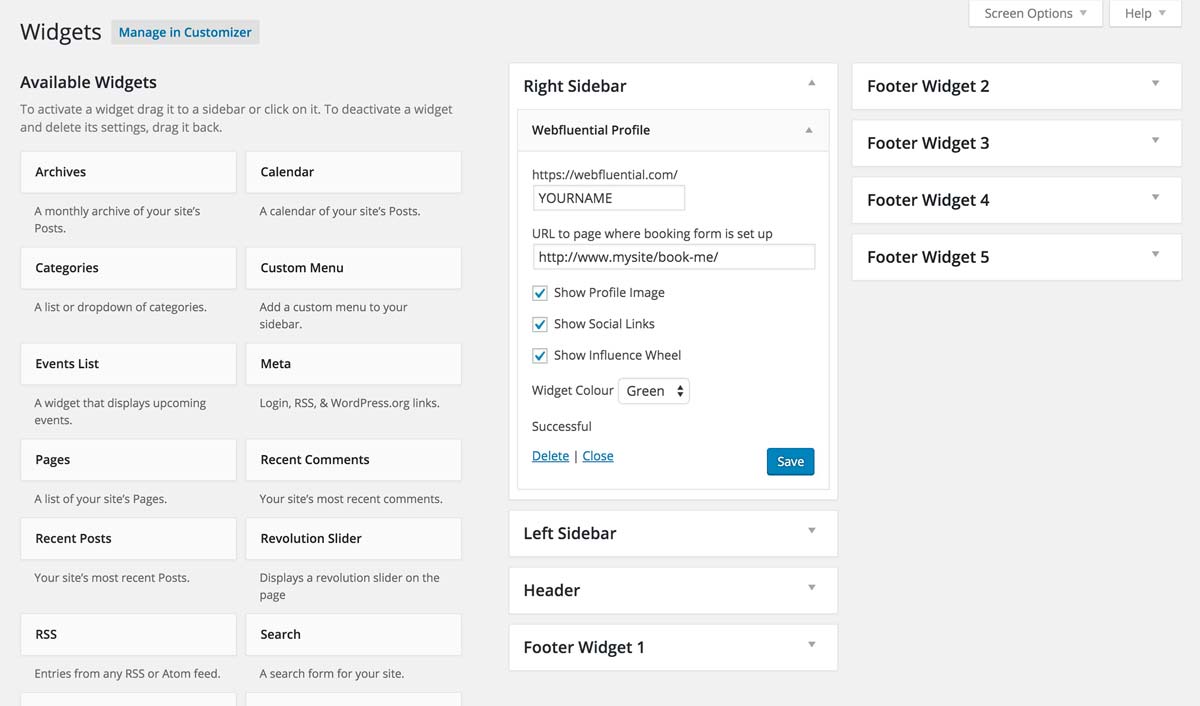 Screen Options
Help
Widgets
Manage in Customizer
Available Widgets
To activate a widget drag it to a sidebar or click on it. To deactivate a widget
and delete its settings, drag it back.
Archives
Calendar
A monthly archive of your site's
Posts.
A calendar of your site's Posts.
Categories
Custom Menu
A list or dropdown of categories.
Add a custom menu to your
sidebar.
Events List
Meta
A widget that displays upcoming
events.
Login, RSS, & WordPress.org links.
Pages
Recent Comments
A list of your site's Pages.
Your site's most recent comments.
Recent Posts
Revolution Slider
Your site's most recent Posts.
Displays a revolution slider on the
page
RSS
Search
Entries from any RSS or Atom feed.
A search form for your site.
Right Sidebar
Webfluential Profile
https://webfluential.com/
YOURNAME
URL to page where booking form is set up
http://www.mysite/book-me/
Show Profile Image
Show Social Links
Show Influence Wheel
Widget Colour Green
Successful
Delete | Close
Save
Left Sidebar
Header
Footer Widget 1
Footer Widget 2
Footer Widget 3
Footer Widget 4
Footer Widget 5